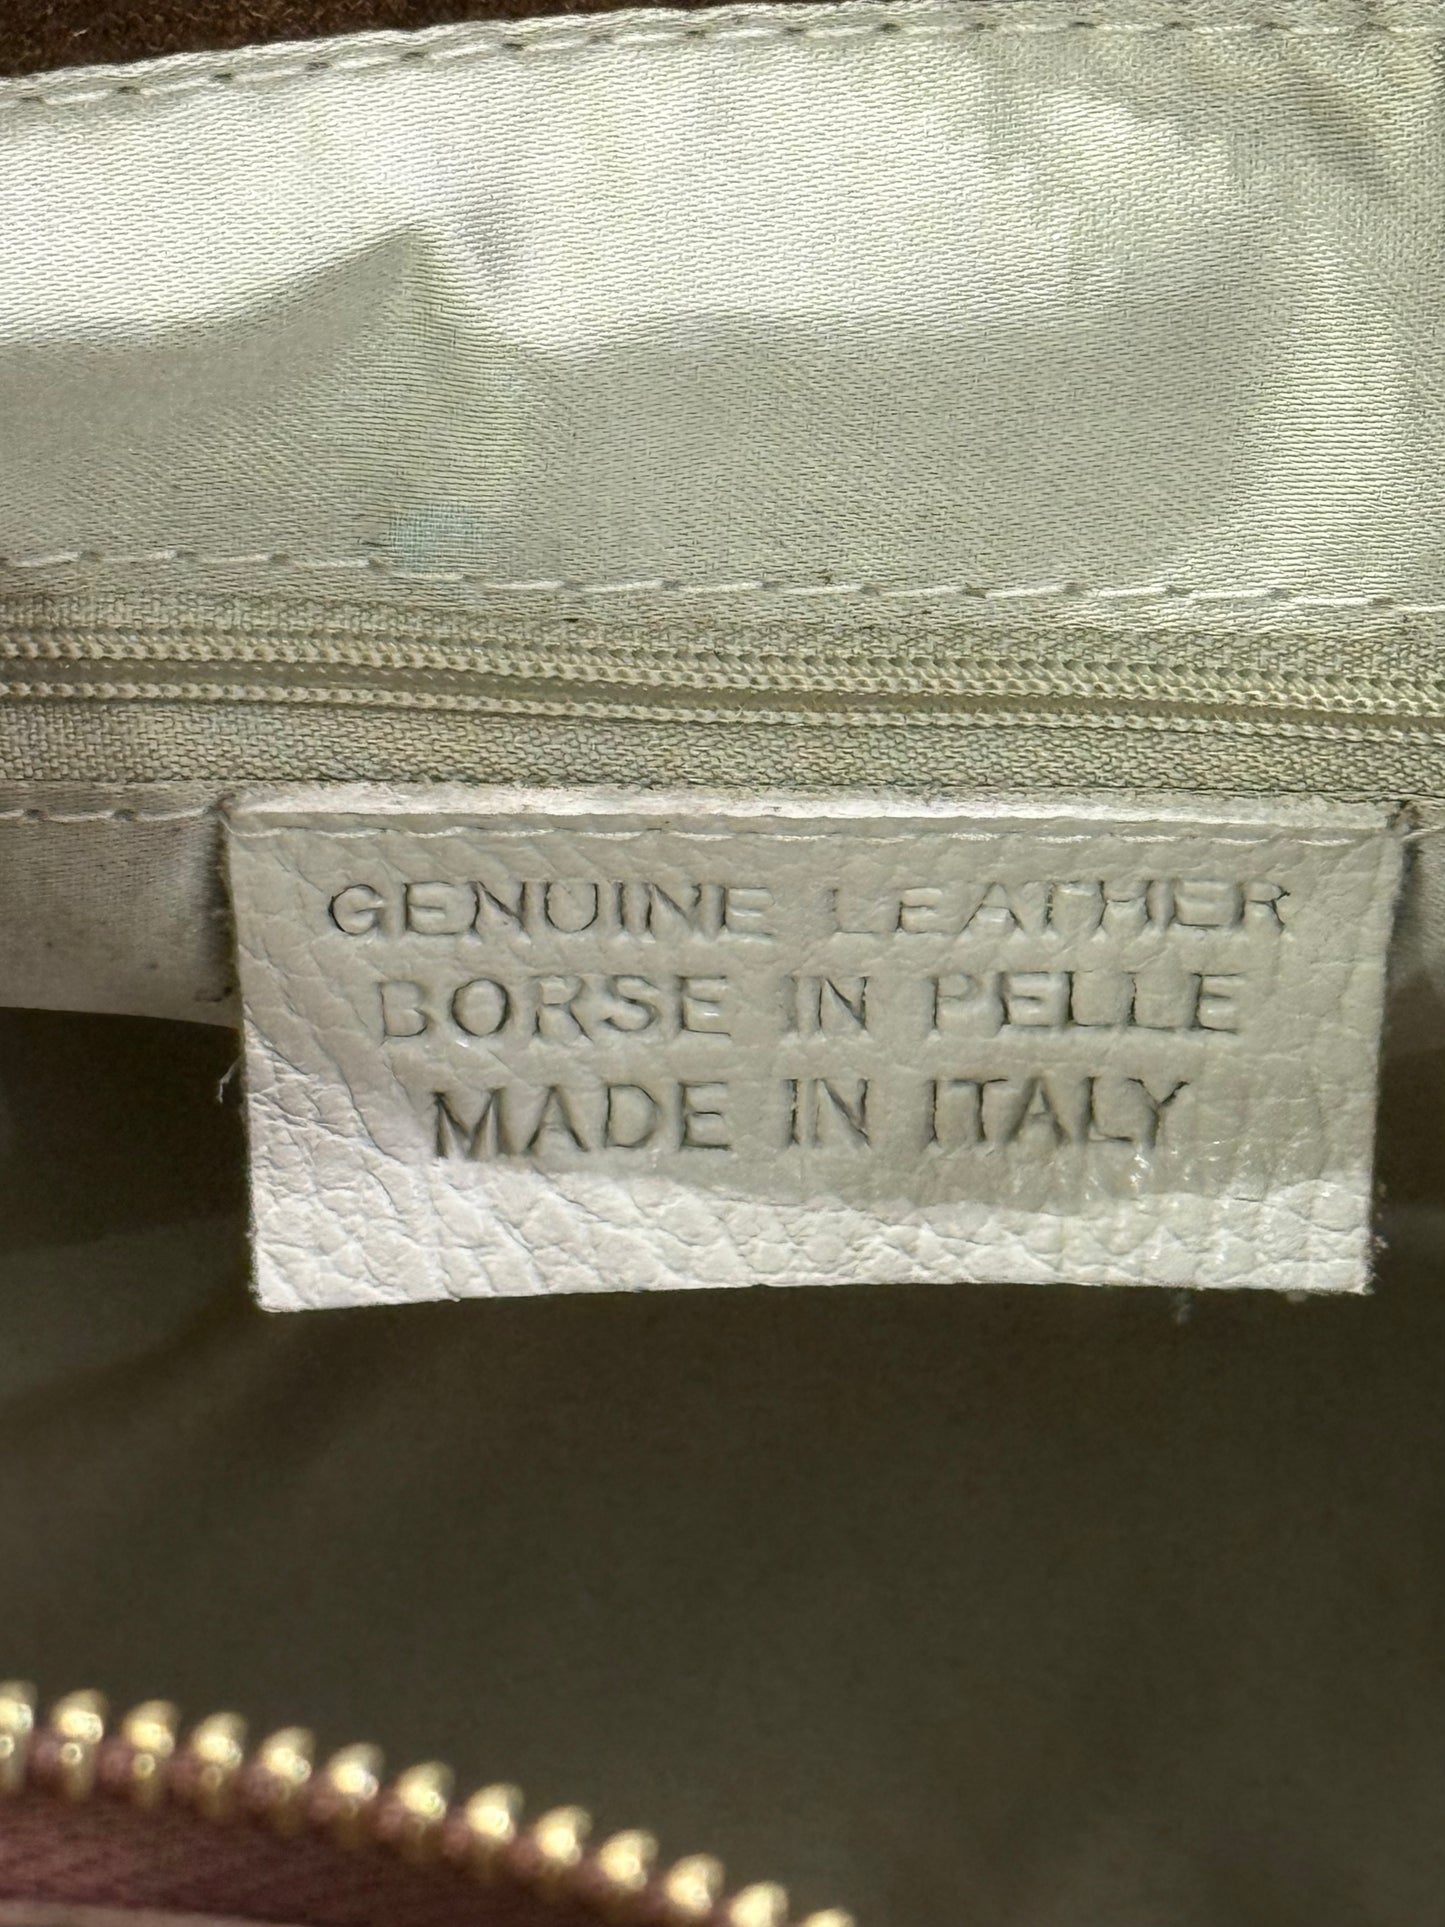 GENUINE LEATHER
BORSE IN PELLE
MADE IN ITALY